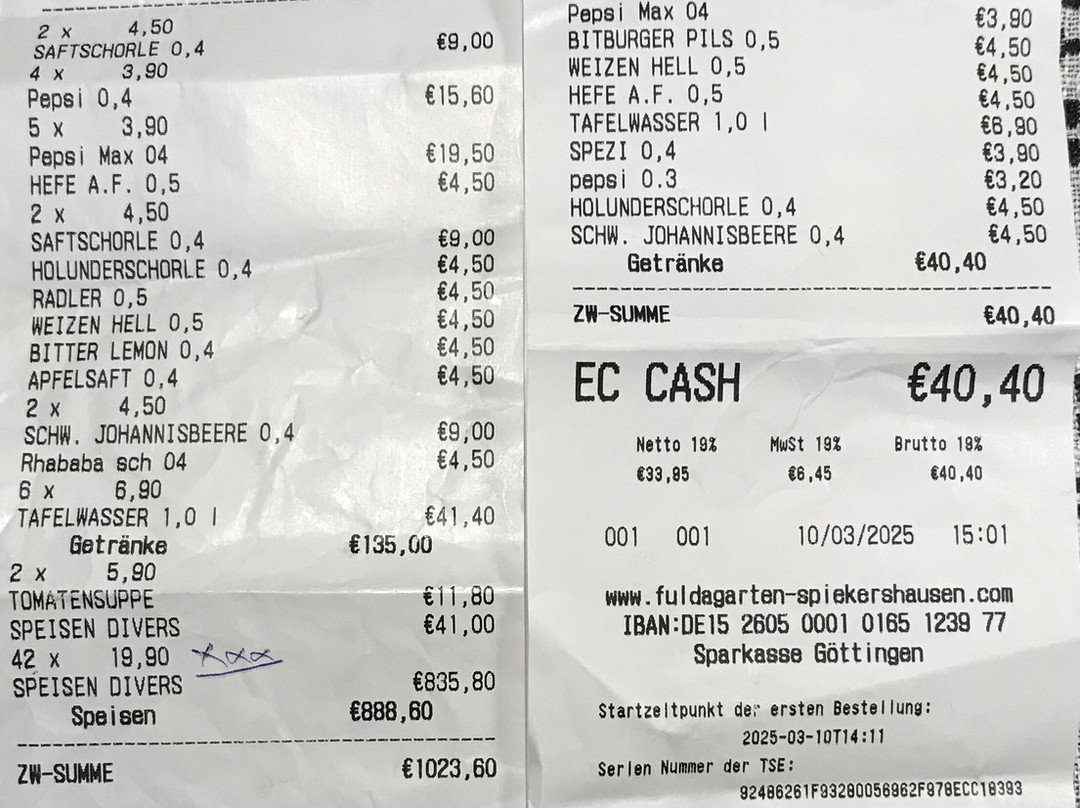 2 x 4,50
SAFTSCHORLE 0,4 €9,00
4 x 3,90
Pepsi 0,4 €15,60
5 x 3,90
Pepsi Max 04 €19,50
HEFE A.F. 0,5 €4,50
2 x 4,50
SAFTSCHORLE 0,4 €9,00
HOLUNDERSCHORLE 0,4 €4,50
RADLER 0,5 €4,50
WEIZEN HELL 0,5 €4,50
BITTER LEMON 0,4 €4,50
APFELSAFT 0,4 €4,50
2 x 4,50
SCHW. JOHANNISBEERE 0,4 €9,00
Rhababa sch 04 €4,50
6 x 6,90
TAFELWASSER 1,0 l €41,40
Getränke €135,00
2 x 5,90
TOMATENSUPPE €11,80
SPEISEN DIVERS €41,00
42 x 19,90
SPEISEN DIVERS €835,80
Speisen €888,60
ZW-SUMME €1023,60
Pepsi Max 04 €3,90
BITBURGER PILS 0,5 €4,50
WEIZEN HELL 0,5 €4,50
HEFE A.F. 0,5 €4,50
TAFELWASSER 1,0 l €6,90
SPEZI 0,4 €3,90
pepsi 0.3 €3,20
HOLUNDERSCHORLE 0,4 €4,50
SCHW. JOHANNISBEERE 0,4 €4,50
Getränke €40,40
ZW-SUMME €40,40
EC CASH €40,40
Netto 19% MwSt 19% Brutto 19%
€33,95 €6,45 €40,40
001 001 10/03/2025 15:01
www.fuldagarten-spiekershausen.com
IBAN:DE15 2605 0001 0165 1239 77
Sparkasse Göttingen
Startzeitpunkt der ersten Bestellung:
2025-03-10T14:11
Serien Nummer der TSE:
92486261F93280056962F978ECC18393